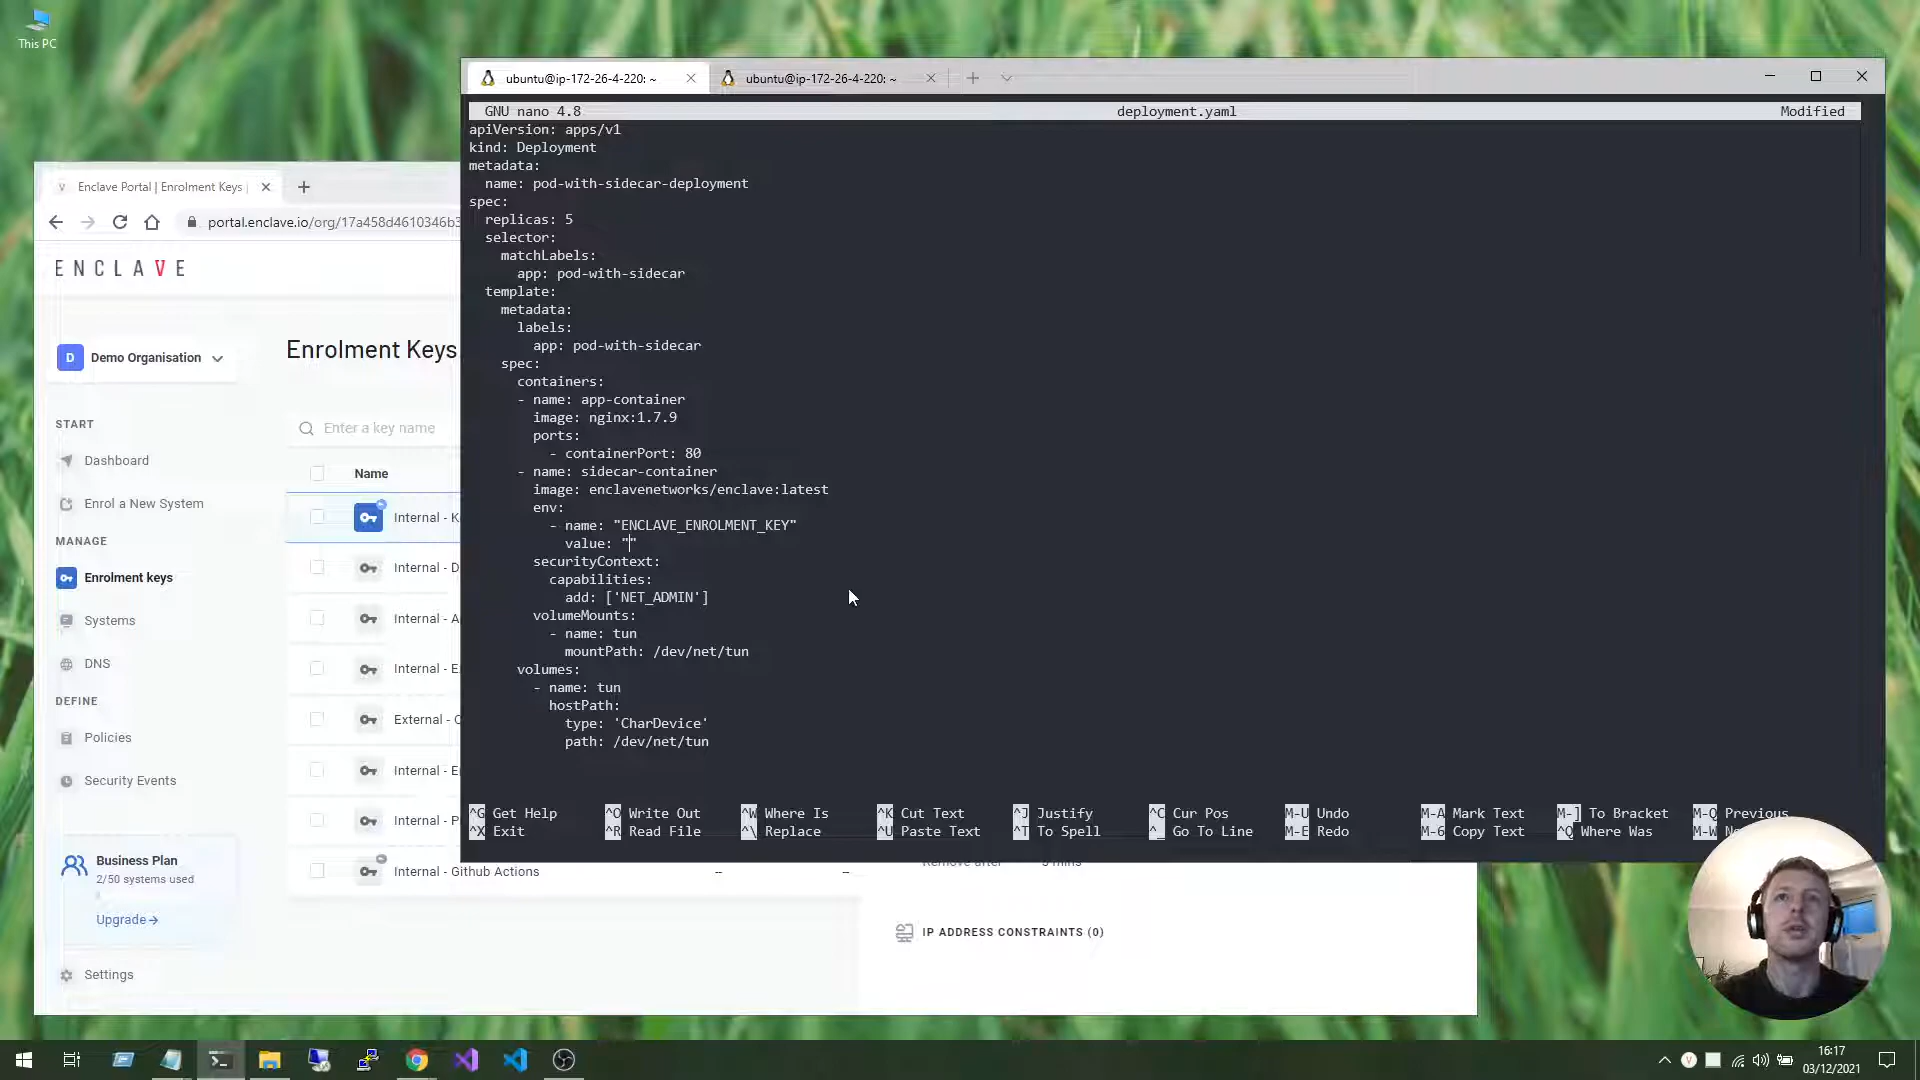 This PC
ubuntu@ip-172-26-4-220: ~
ubuntu@ip-172-26-4-220: ~
GNU nano 4.8
deployment.yaml
Modified
apiVersion: apps/v1
kind: Deployment
metadata:
name: pod-with-sidecar-deployment
spec:
replicas: 5
selector:
matchLabels:
app: pod-with-sidecar
template:
metadata:
labels:
app: pod-with-sidecar
spec:
containers:
- name: app-container
image: nginx:1.7.9
ports:
- containerPort: 80
- name: sidecar-container
image: enclavenetworks/enclave:latest
env:
- name: "ENCLAVE_ENROLMENT_KEY"
value: ""
securityContext:
capabilities:
add: ['NET_ADMIN']
volumeMounts:
- name: tun
mountPath: /dev/net/tun
volumes:
- name: tun
hostPath:
type: 'CharDevice'
path: /dev/net/tun
^G Get Help ^O Write Out ^W Where Is ^K Cut Text ^J Justify ^C Cur Pos M-U Undo M-A Mark Text M-] To Bracket M-Q Previous
^X Exit ^R Read File ^\ Replace ^U Paste Text ^T To Spell ^_ Go To Line M-E Redo M-6 Copy Text ^Q Where Was M-W
Enclave Portal | Enrolment Keys |
portal.enclave.io/org/17a458d4610346b3
ENCLAVE
D Demo Organisation
START
Dashboard
Enrol a New System
MANAGE
Enrolment keys
Systems
DNS
DEFINE
Policies
Security Events
Business Plan
2/50 systems used
Upgrade
Settings
Enrolment Keys
Enter a key name
Name
Internal - K
Internal - D
Internal - A
Internal - E
External - C
Internal - E
Internal - P
Internal - Github Actions -- --
IP ADDRESS CONSTRAINTS (0)
16:17
03/12/2021